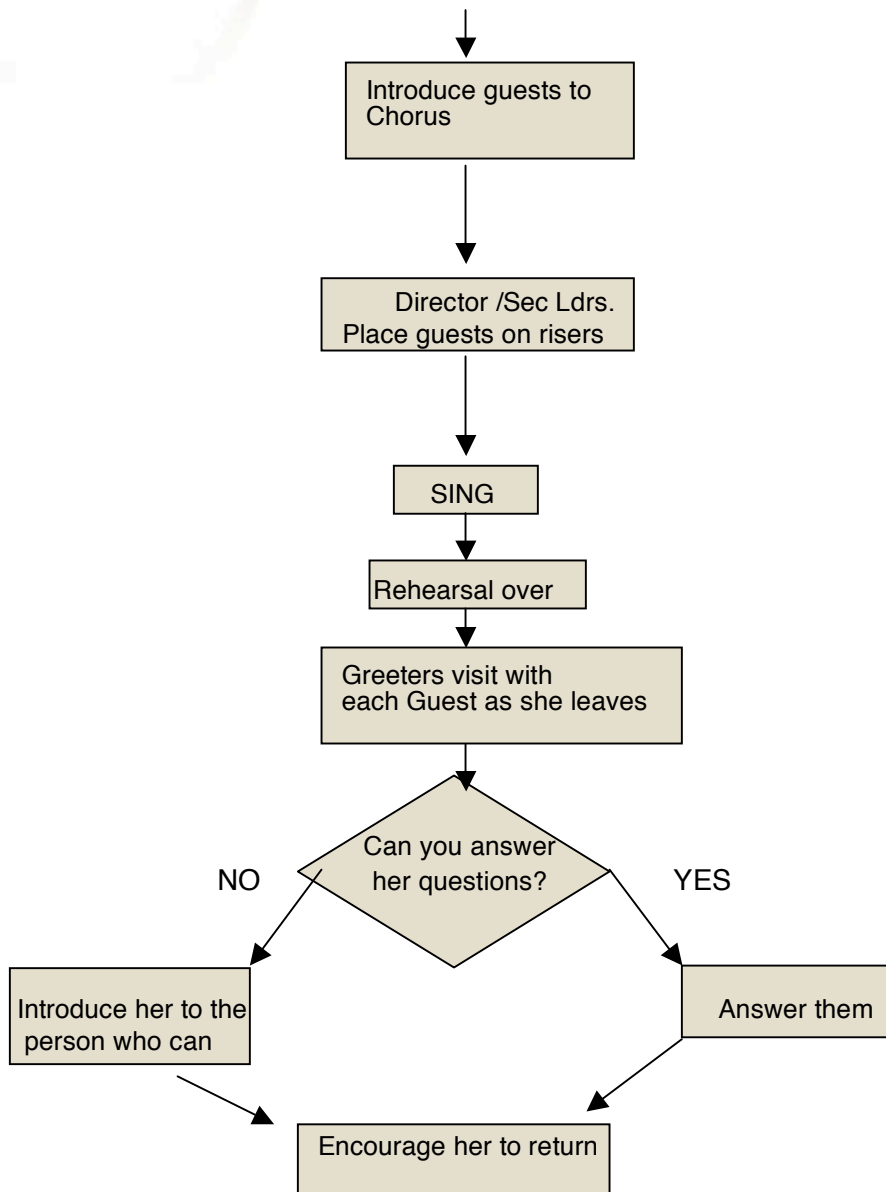 Introduce guests to
Chorus
Director /Sec Ldrs.
Place guests on risers
SING
Rehearsal over
Greeters visit with
each Guest as she leaves
Can you answer
her questions?
NO
YES
Introduce her to the
person who can
Answer them
Encourage her to return